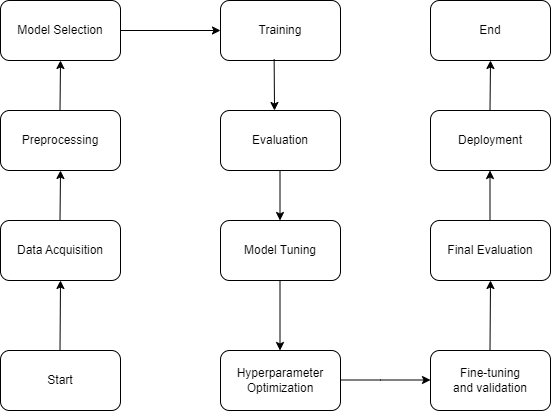 Model Selection
Training
End
Preprocessing
Evaluation
Deployment
Data Acquisition
Model Tuning
Final Evaluation
Start
Hyperparameter
Optimization
Fine-tuning
and validation